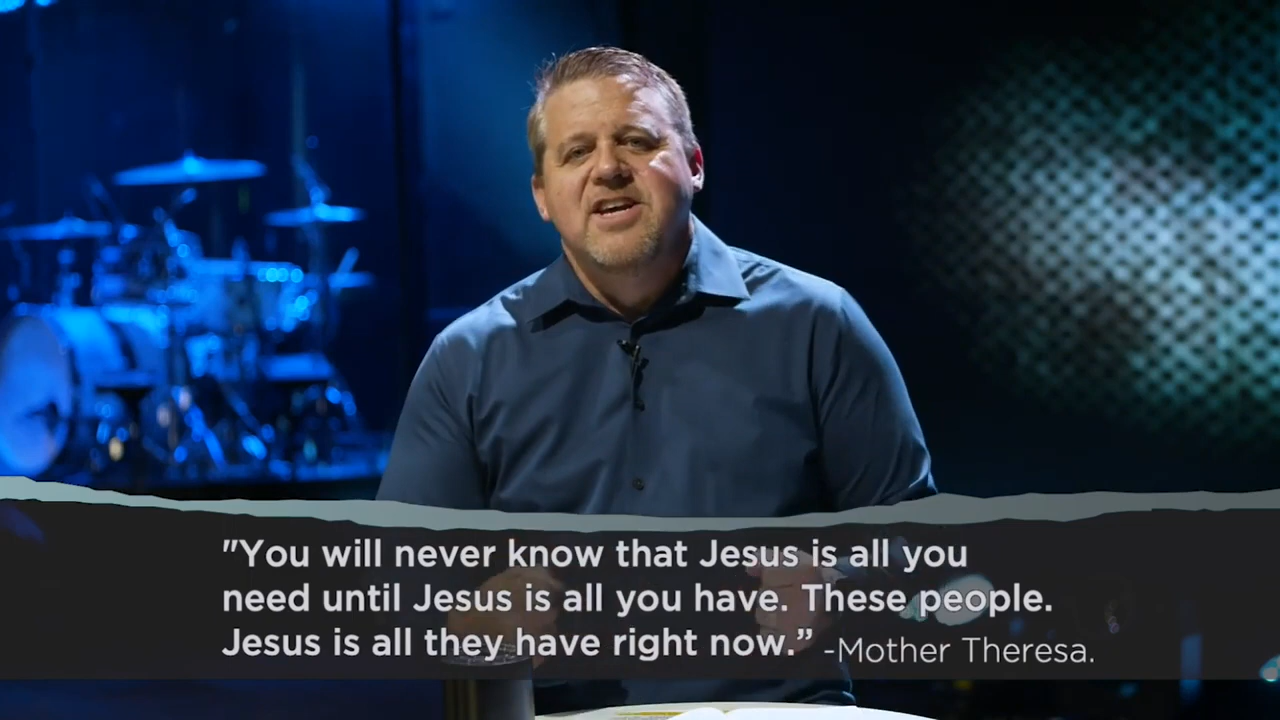 "You will never know that Jesus is all you
need until Jesus is all you have. These people.
Jesus is all they have right now.” -Mother Theresa.